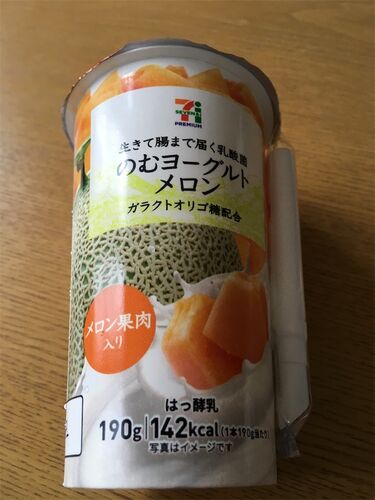 7i
SEVEN&i
PREMIUM
生きて腸まで届く乳酸菌
のむヨーグルト
メロン
ガラクトオリゴ糖配合
メロン果肉
入り
はっ酵乳
190g 142kcal(1本190g当たり)
写真はイメージです